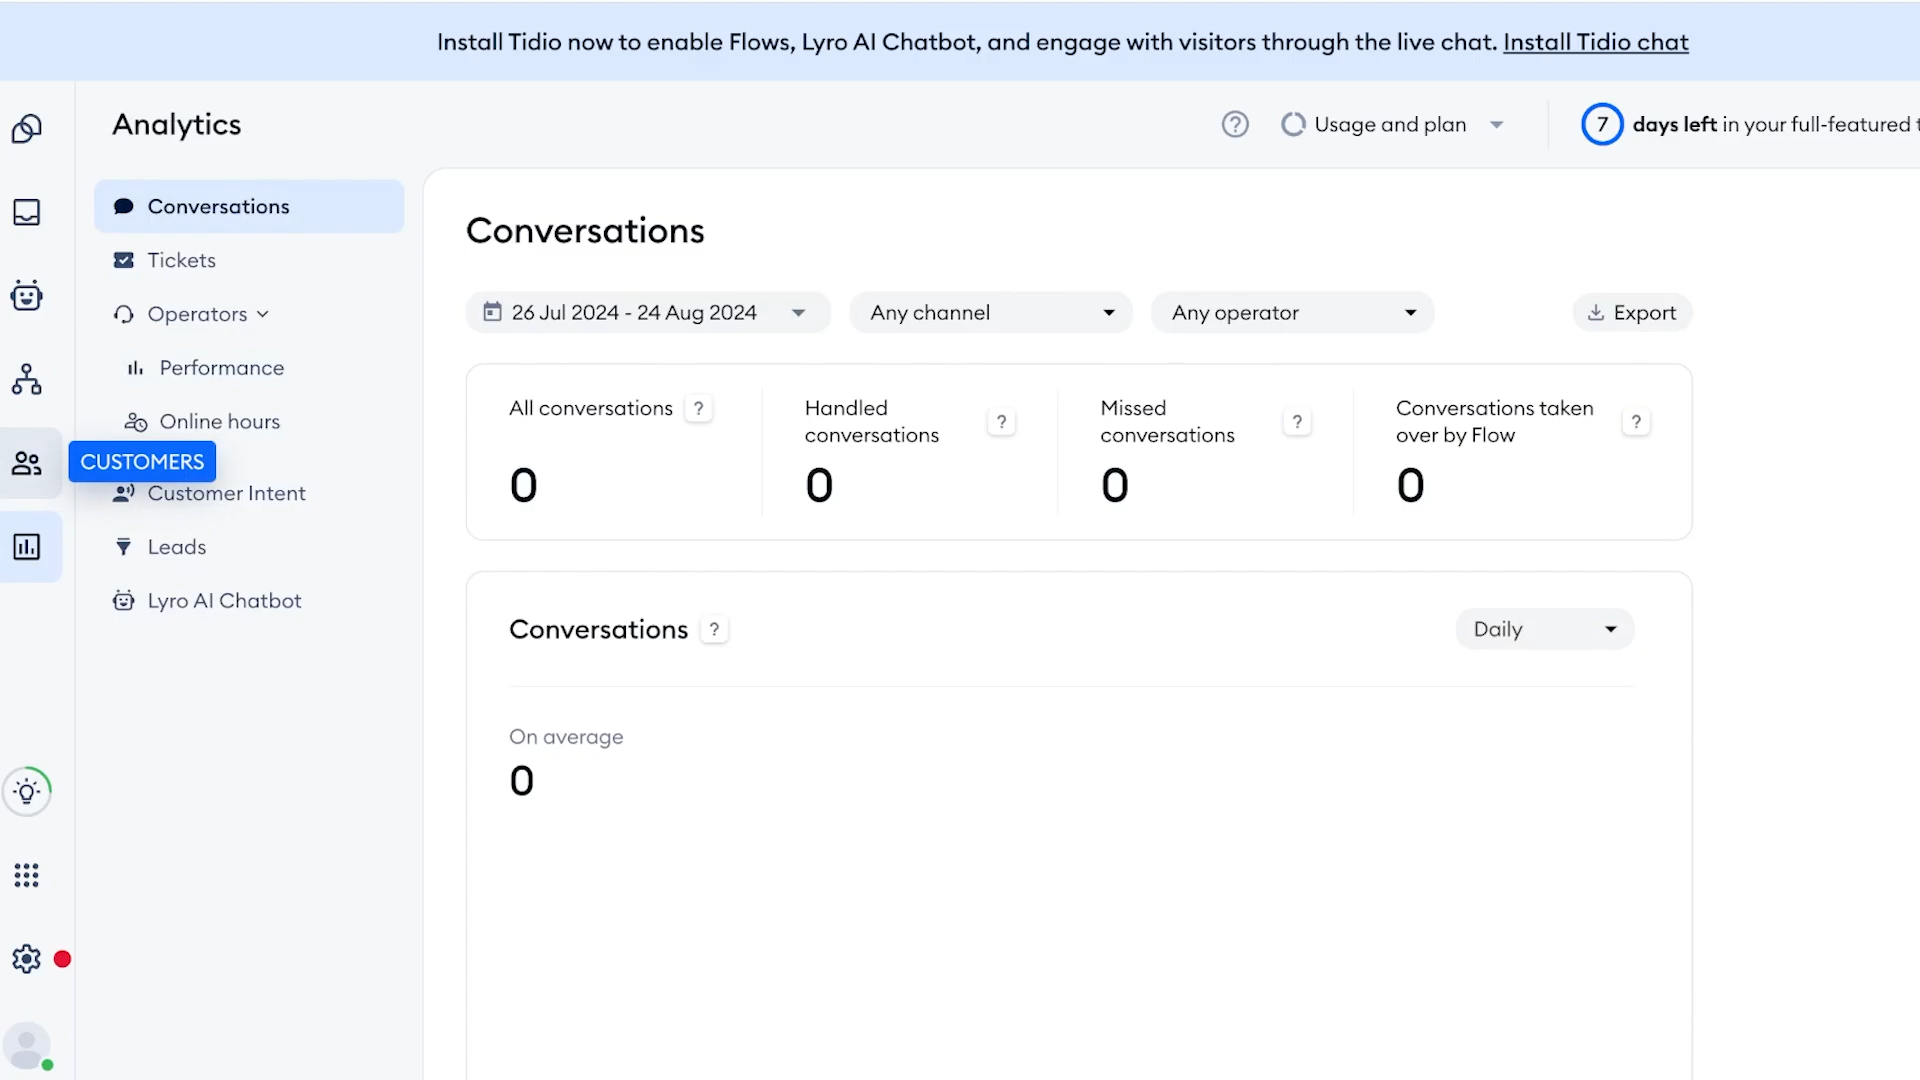 Install Tidio now to enable Flows, Lyro AI Chatbot, and engage with visitors through the live chat. Install Tidio chat
Analytics
Usage and plan
7 days left in your full-featured
Conversations
Tickets
Operators
Performance
Online hours
CUSTOMERS
Customer Intent
Leads
Lyro AI Chatbot
Conversations
26 Jul 2024 - 24 Aug 2024
Any channel
Any operator
Export
All conversations ?
0
Handled
conversations ?
0
Missed
conversations ?
0
Conversations taken
over by Flow ?
0
Conversations ?
Daily
On average
0